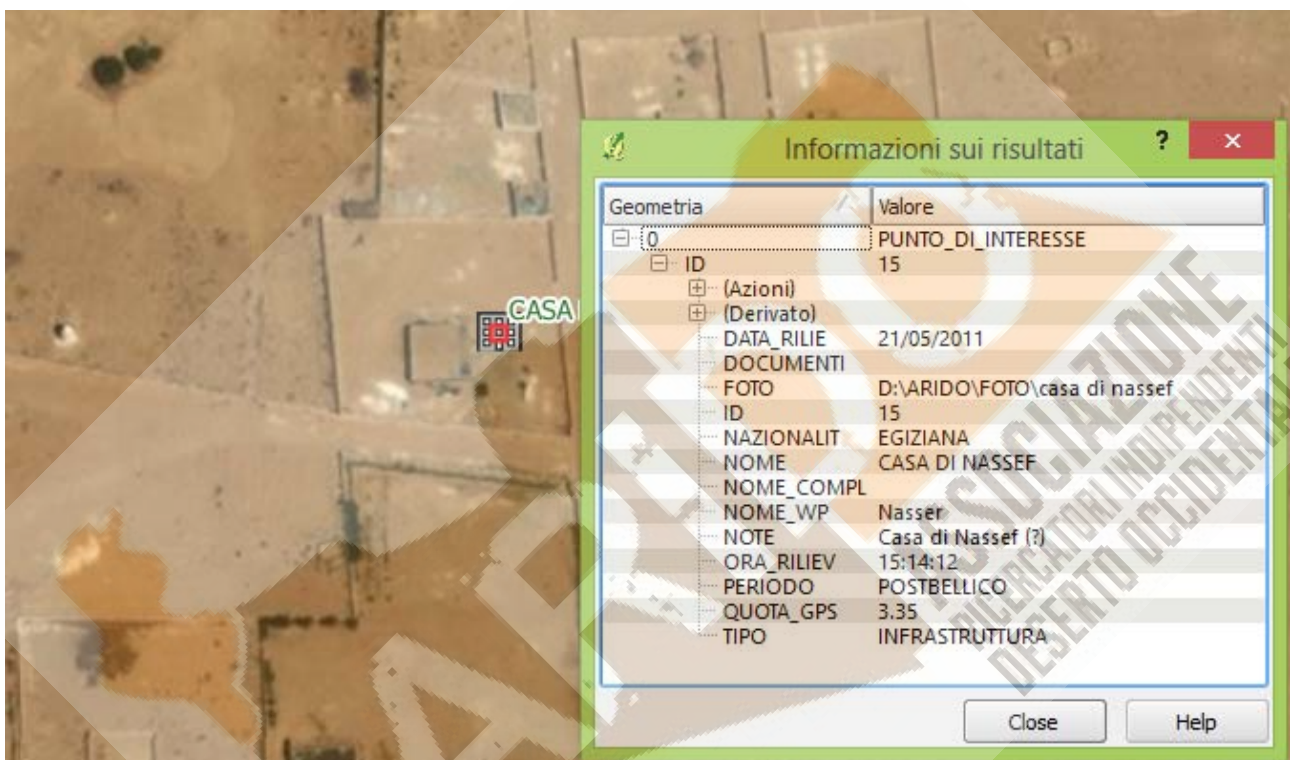 Informazioni sui risultati ? ×
Geometria Valore
0 PUNTO_DI_INTERESSE
ID 15
(Azioni)
(Derivato)
CASA
DATA_RILIE 21/05/2011
DOCUMENTI
FOTO D:\ARIDO\FOTO\casa di nassef
ID 15
NAZIONALIT EGIZIANA
NOME CASA DI NASSEF
NOME_COMPL
NOME_WP Nasser
NOTE Casa di Nassef (?)
ORA_RILIEV 15:14:12
PERIODO POSTBELLICO
QUOTA_GPS 3.35
TIPO INFRASTRUTTURA
Close Help
ARIDO
ASSOCIAZIONE
RICERCATORI INDIPENDENTI
DESERTO OCCIDENTALE